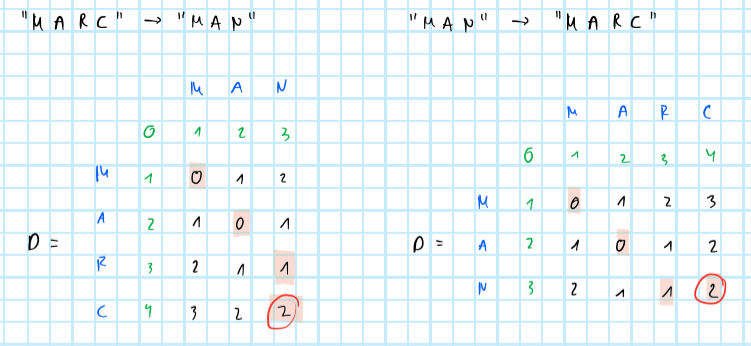 "MARC" → "MAN"
M A N
0 1 2 3
M 1 0 1 2
A 2 1 0 1
D =
R 3 2 1 1
C 4 3 2 2
"MAN" → "MARC"
M A R C
0 1 2 3 4
M 1 0 1 2 3
D = A 2 1 0 1 2
N 3 2 1 1 2